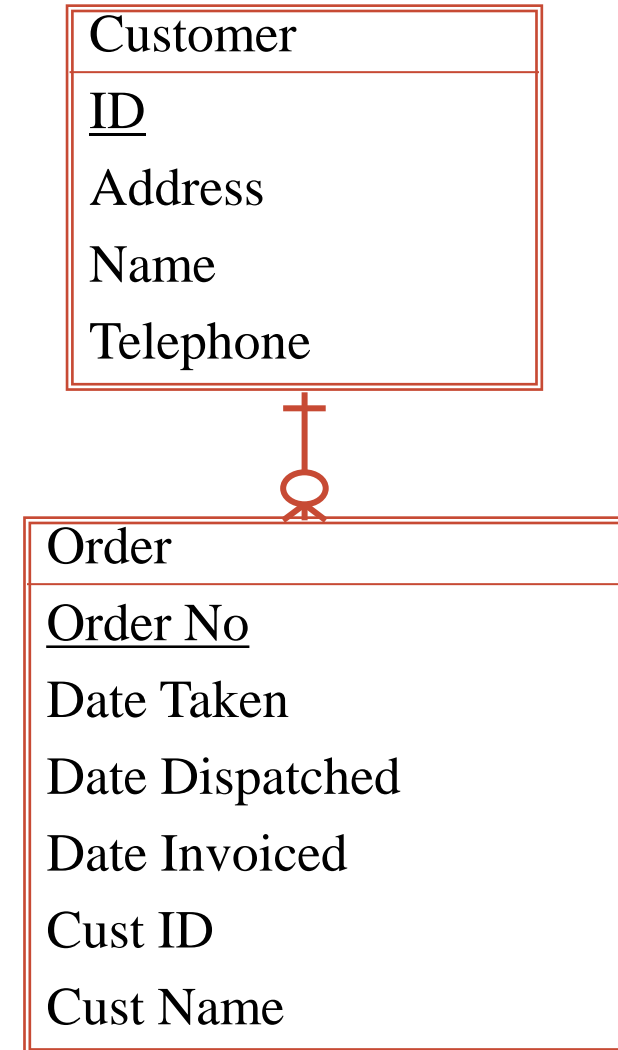 Customer
ID
Address
Name
Telephone
Order
Order No
Date Taken
Date Dispatched
Date Invoiced
Cust ID
Cust Name